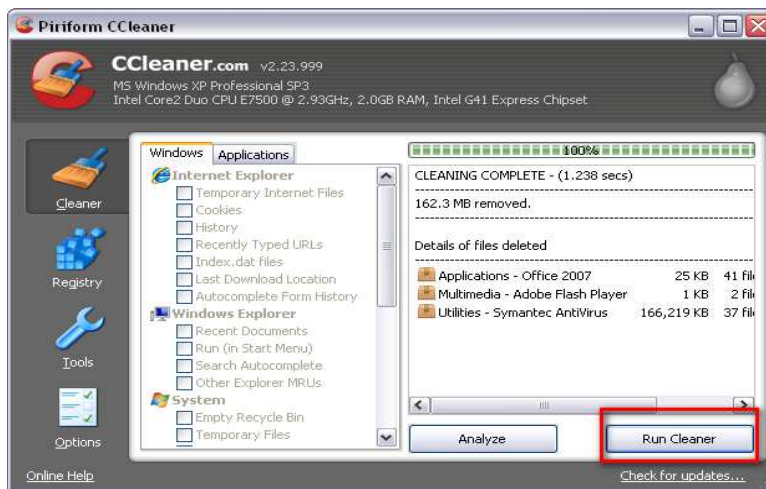 Piriform CCleaner
CCleaner.com v2.23.999
MS Windows XP Professional SP3
Intel Core2 Duo CPU E7500 @ 2.93GHz, 2.0GB RAM, Intel G41 Express Chipset
Cleaner
Registry
Tools
Options
Windows Applications
Internet Explorer
Temporary Internet Files
Cookies
History
Recently Typed URLs
Index.dat files
Last Download Location
Autocomplete Form History
Windows Explorer
Recent Documents
Run (in Start Menu)
Search Autocomplete
Other Explorer MRUs
System
Empty Recycle Bin
Temporary Files
100%
CLEANING COMPLETE - (1.238 secs)
162.3 MB removed.
Details of files deleted
Applications - Office 2007 25 KB 41 file
Multimedia - Adobe Flash Player 1 KB 2 file
Utilities - Symantec AntiVirus 166,219 KB 37 file
Analyze Run Cleaner
Online Help Check for updates...